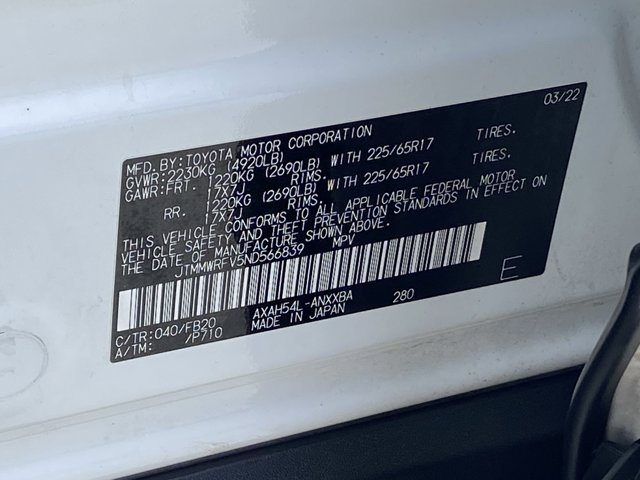 03/22
MFD.BY:TOYOTA MOTOR CORPORATION
GVWR:2230KG (4920LB)
GAWR:FRT. 1220KG (2690LB) WITH 225/65R17 TIRES.
17X7J RIMS.
RR. 1220KG (2690LB) WITH 225/65R17 TIRES.
17X7J RIMS.
THIS VEHICLE CONFORMS TO ALL APPLICABLE FEDERAL MOTOR
VEHICLE SAFETY AND THEFT PREVENTION STANDARDS IN EFFECT ON
THE DATE OF MANUFACTURE SHOWN ABOVE.
JTMMWRFV5ND566839 MPV
E
C/TR:040/FB20 AXAH54L-ANXXBA 280
A/TM: /P710 MADE IN JAPAN